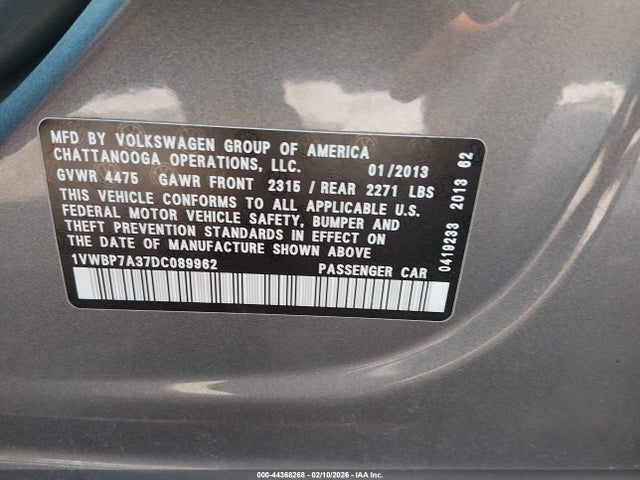 MFD BY VOLKSWAGEN GROUP OF AMERICA
CHATTANOOGA OPERATIONS, LLC. 01/2013
GVWR 4475 GAWR FRONT 2315 / REAR 2271 LBS
THIS VEHICLE CONFORMS TO ALL APPLICABLE U.S.
FEDERAL MOTOR VEHICLE SAFETY, BUMPER AND
THEFT PREVENTION STANDARDS IN EFFECT ON
THE DATE OF MANUFACTURE SHOWN ABOVE
1VWBP7A37DC089962 PASSENGER CAR
0419233 2013 62
000-44368268 - 02/10/2026 - IAA Inc.